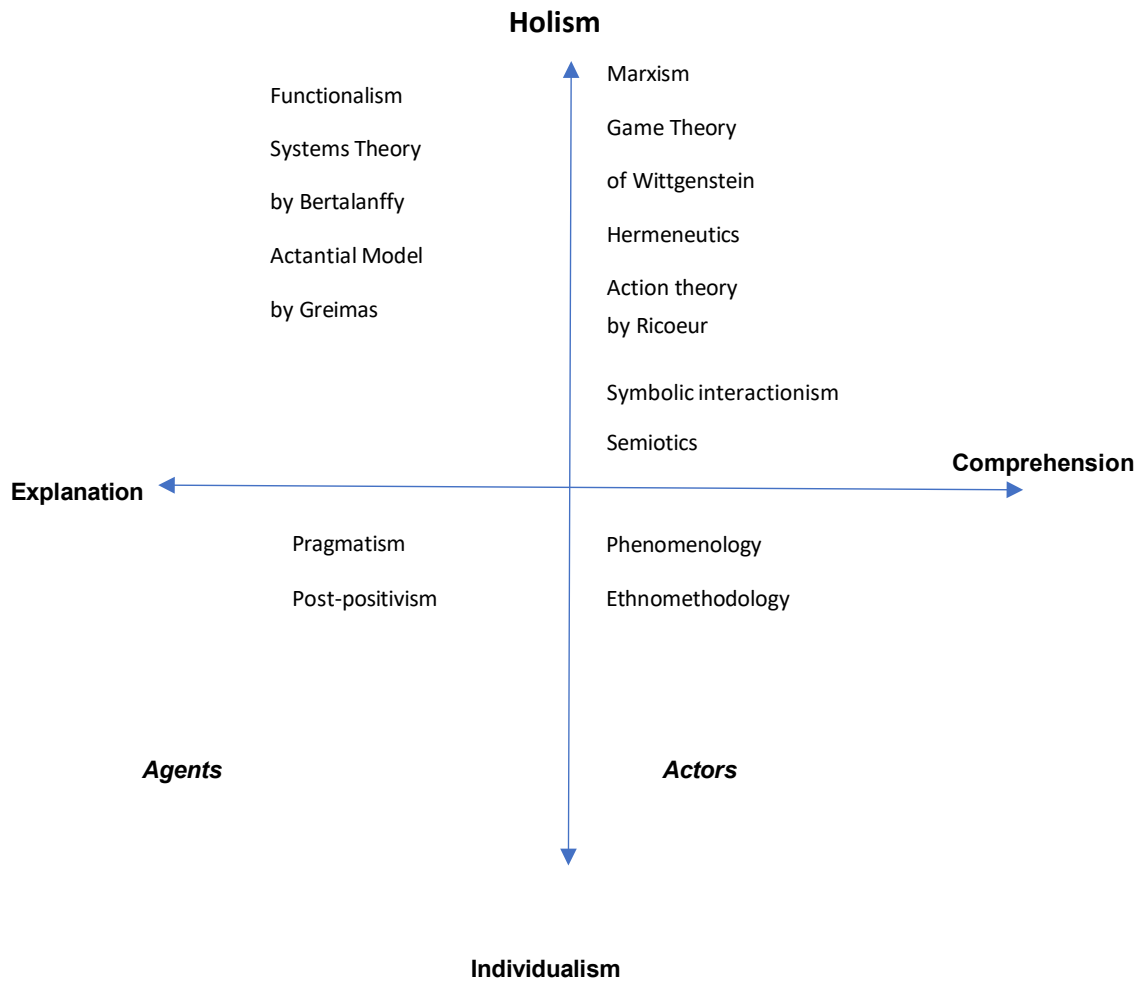 Holism
Functionalism
Systems Theory
by Bertalanffy
Actantial Model
by Greimas
Marxism
Game Theory
of Wittgenstein
Hermeneutics
Action theory
by Ricoeur
Symbolic interactionism
Semiotics
Explanation
Comprehension
Pragmatism
Post-positivism
Phenomenology
Ethnomethodology
Agents
Actors
Individualism